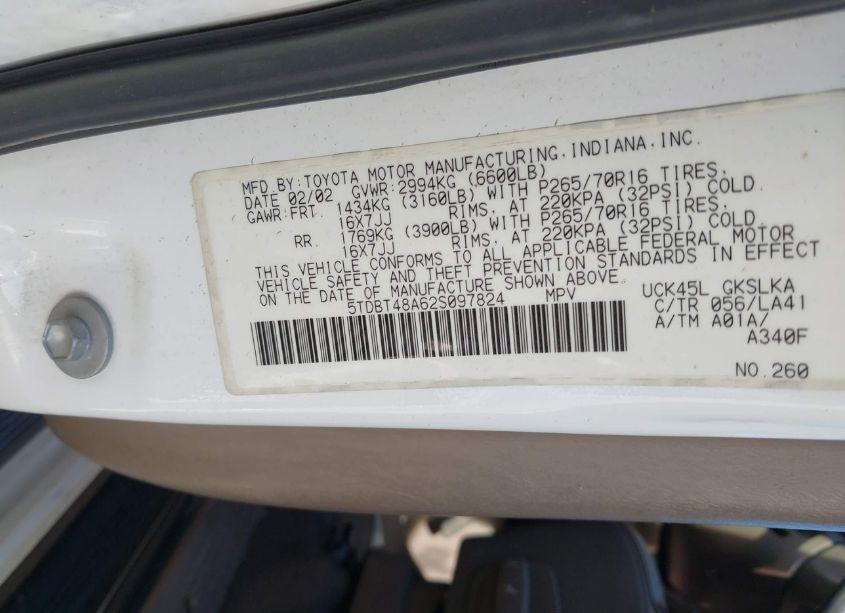 MFD BY:TOYOTA MOTOR MANUFACTURING,INDIANA,INC.
DATE 02/02 GVWR:2994KG (6600LB)
GAWR:FRT 1434KG (3160LB) WITH P265/70R16 TIRES,
16X7JJ RIMS, AT 220KPA (32PSI) COLD
RR. 1769KG (3900LB) WITH P265/70R16 TIRES,
16X7JJ RIMS, AT 220KPA (32PSI) COLD
THIS VEHICLE CONFORMS TO ALL APPLICABLE FEDERAL MOTOR
VEHICLE SAFETY AND THEFT PREVENTION STANDARDS IN EFFECT
ON THE DATE OF MANUFACTURE SHOWN ABOVE.
5TDBT48A62S097824 MPV
UCK45L GKSLKA
C/TR 056/LA41
A/TM A01A/
A340F
NO.260